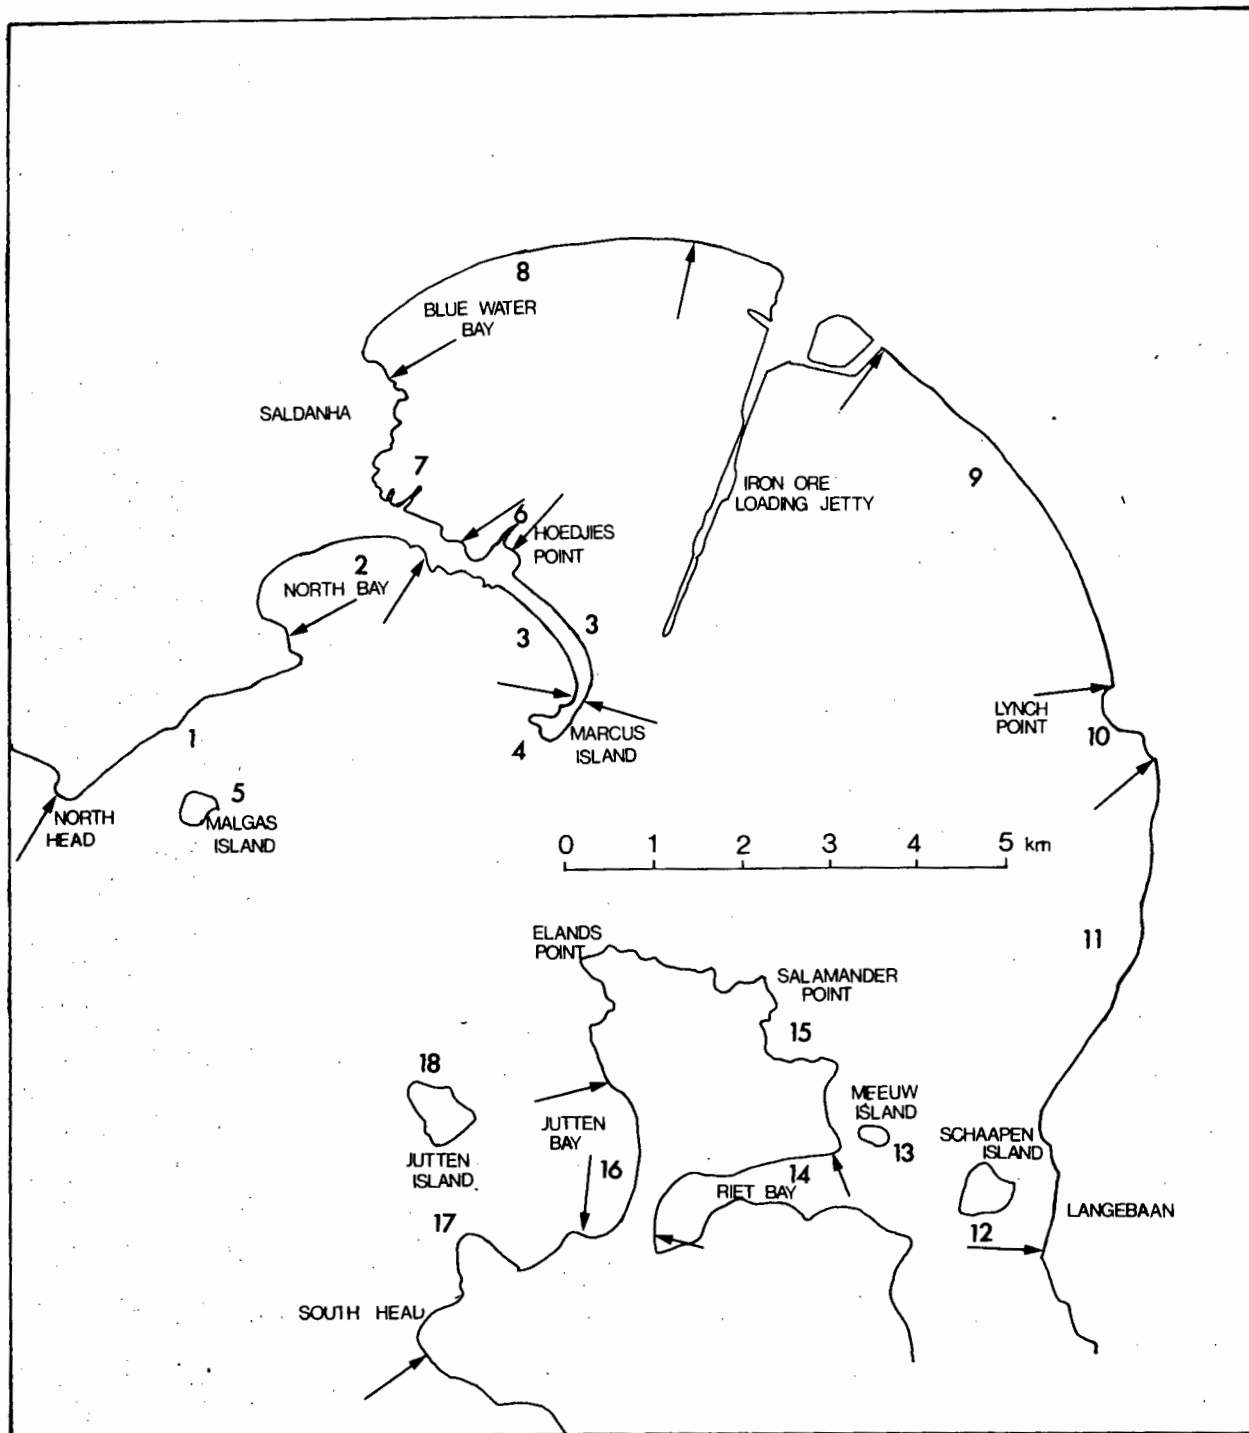 8
BLUE WATER
BAY
SALDANHA
7
6
HOEDJIES
POINT
IRON ORE
LOADING JETTY
9
2
NORTH BAY
3
3
LYNCH
POINT
10
MARCUS
ISLAND
4
1
5
MALGAS
ISLAND
NORTH
HEAD
0 1 2 3 4 5 km
11
ELANDS
POINT
SALAMANDER
POINT
15
18
JUTTEN
ISLAND
JUTTEN
BAY
16
MEEUW
ISLAND
13
SCHAAPEN
ISLAND
14
RIET BAY
12
LANGEBAAN
17
SOUTH HEAD